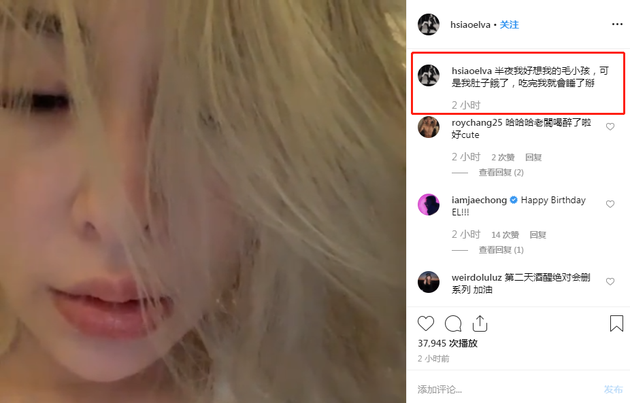 hsiaoelva • 关注
hsiaoelva 半夜我好想我的毛小孩，可
是我肚子餓了，吃完我就會睡了掰
2 小时
roychang25 哈哈哈老闆喝醉了啦
好cute
2 小时 2 次赞 回复
查看回复 (2)
iamjaechong Happy Birthday
EL!!!
2 小时 14 次赞 回复
查看回复 (1)
weirdoluluz 第二天酒醒绝对会删
系列 加油
37,945 次播放
2 小时前
添加评论... 发布